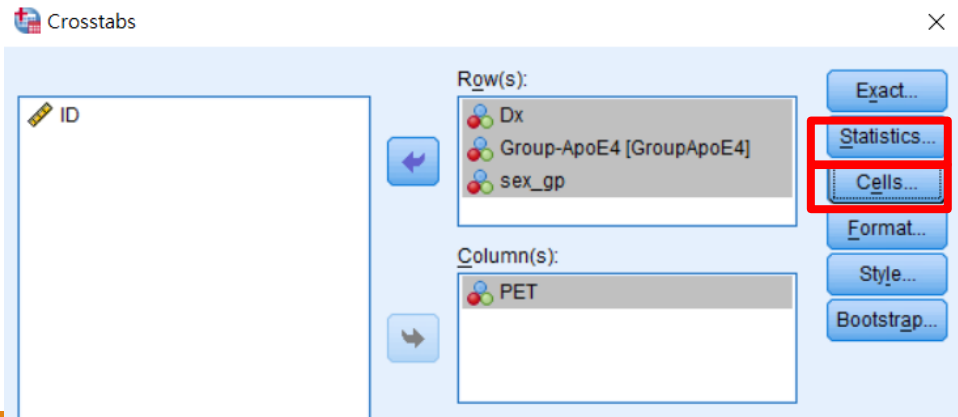 Crosstabs
ID
Row(s):
Dx
Group-ApoE4 [GroupApoE4]
sex_gp
Column(s):
PET
Exact...
Statistics...
Cells...
Format...
Style...
Bootstrap...